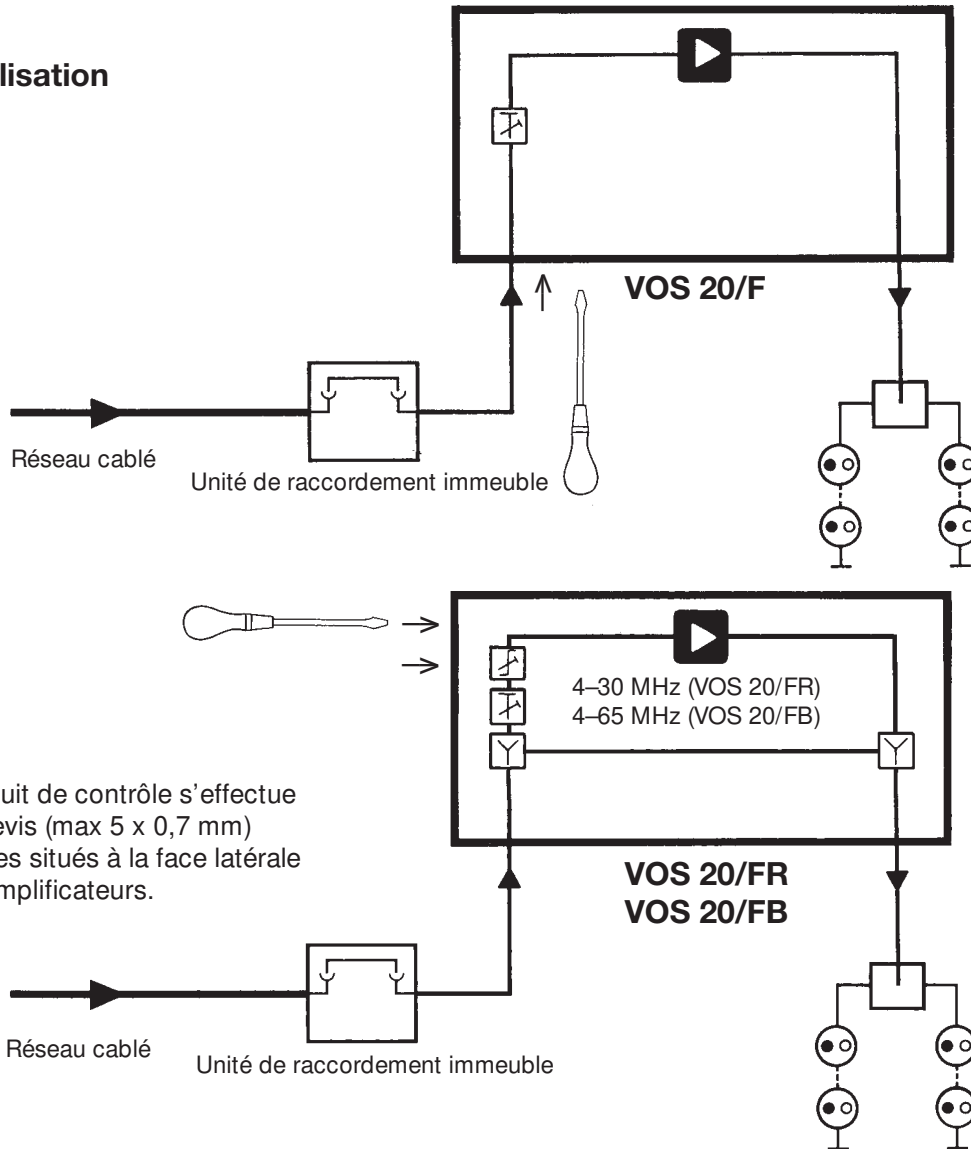 lisation
VOS 20/F
Réseau cablé
Unité de raccordement immeuble
4–30 MHz (VOS 20/FR)
4–65 MHz (VOS 20/FB)
uit de contrôle s’effectue
evis (max 5 x 0,7 mm)
es situés à la face latérale
mplificateurs.
VOS 20/FR
VOS 20/FB
Réseau cablé
Unité de raccordement immeuble